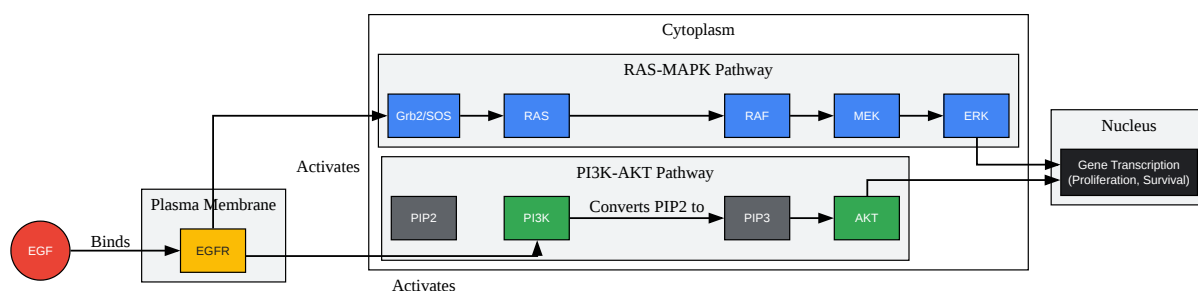 Cytoplasm
RAS-MAPK Pathway
Grb2/SOS
RAS
RAF
MEK
ERK
Nucleus
Gene Transcription
(Proliferation, Survival)
Activates
PI3K-AKT Pathway
PIP2
PI3K
Converts PIP2 to
PIP3
AKT
Plasma Membrane
EGF
Binds
EGFR
Activates